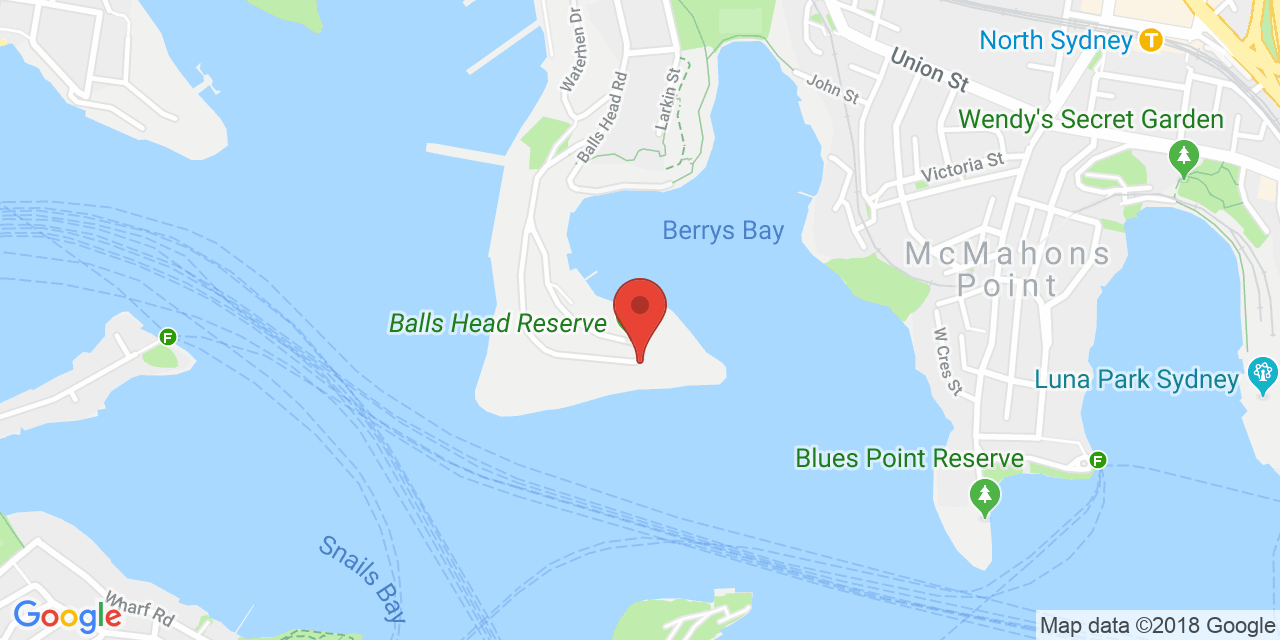 North Sydney
T
Waterhen Dr
Union St
Balls Head Rd
Larkin St
John St
Wendy's Secret Garden
Victoria St
Berrys Bay
McMahons
Point
Balls Head Reserve
F
W Cres St
Luna Park Sydney
Blues Point Reserve
F
Snails Bay
Wharf Rd
Google
Map data ©2018 Google